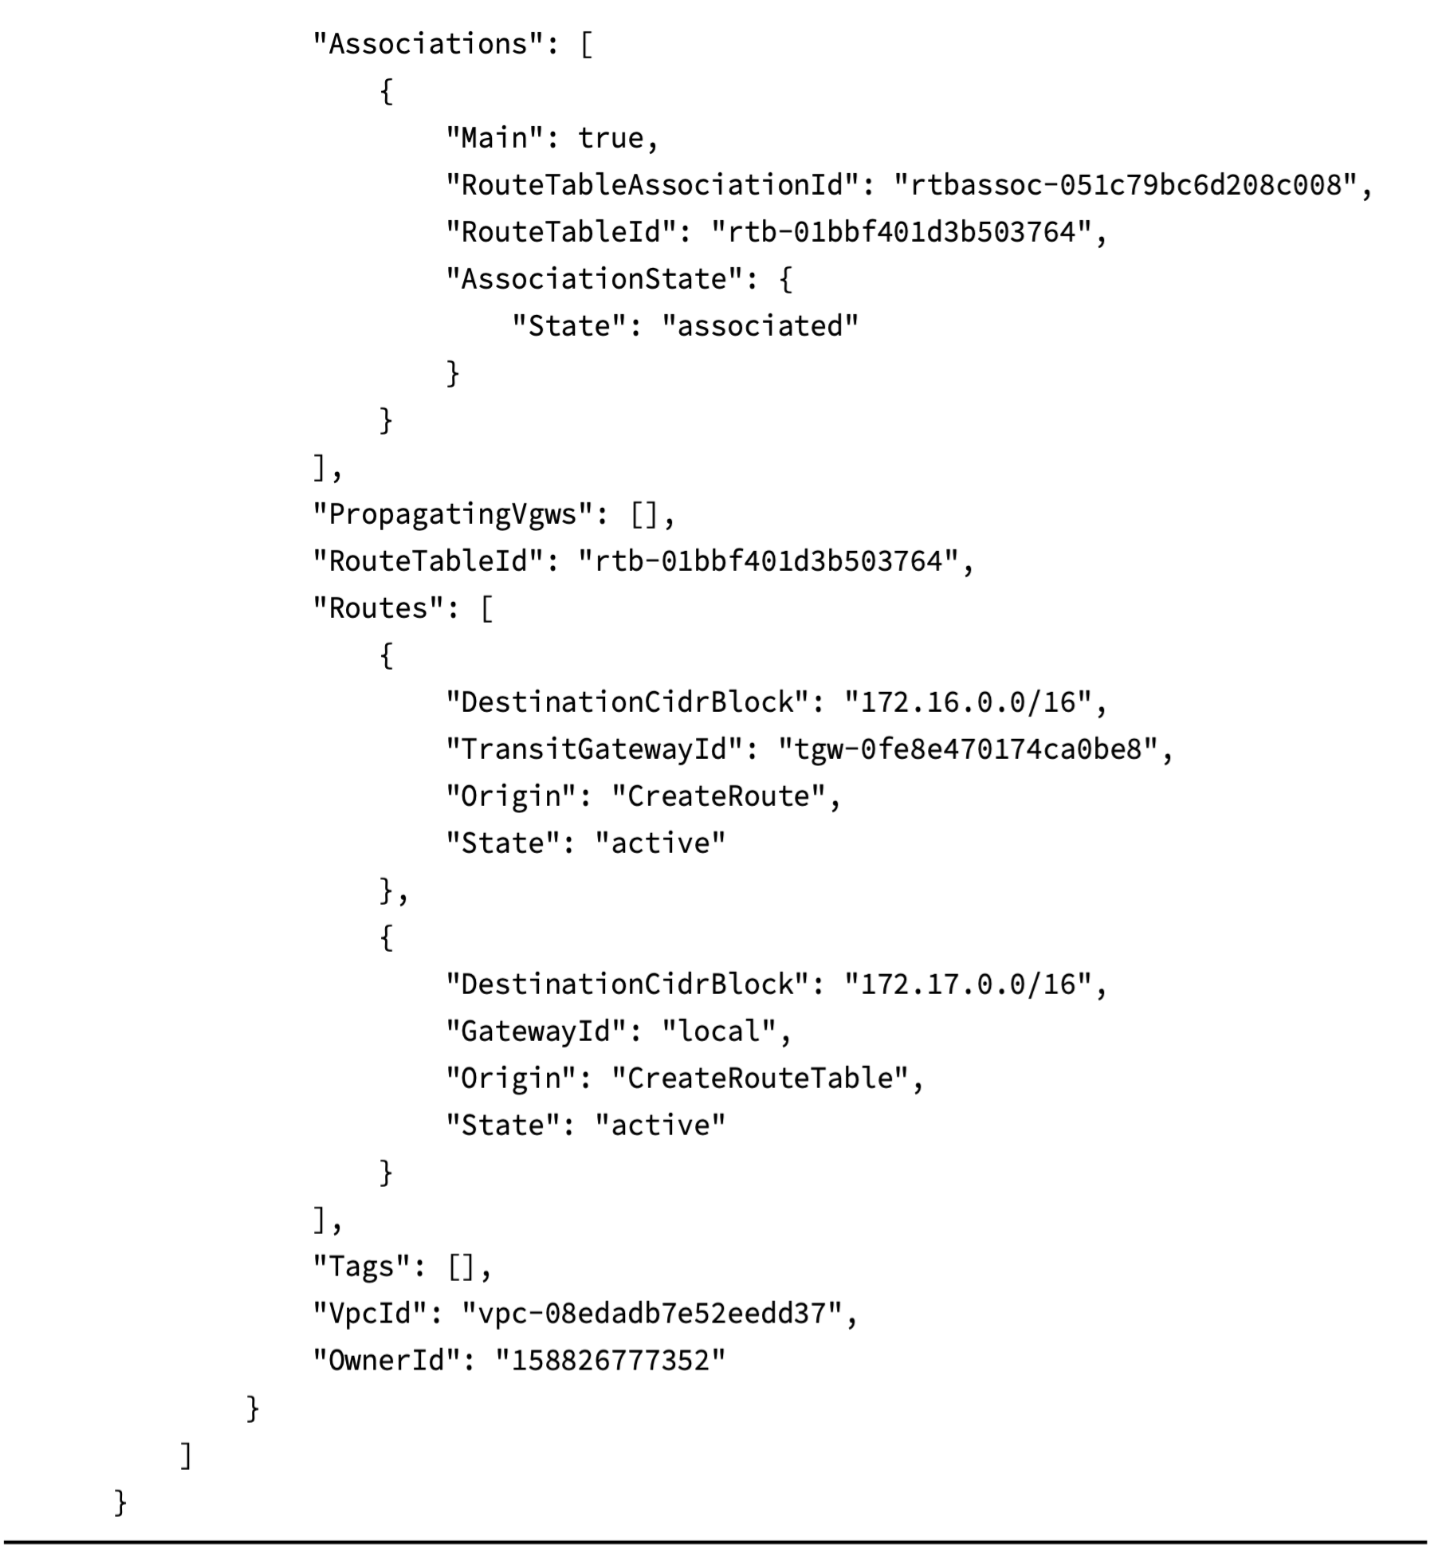 "Associations": [
{
"Main": true,
"RouteTableAssociationId": "rtbassoc-051c79bc6d208c008",
"RouteTableId": "rtb-01bbf401d3b503764",
"AssociationState": {
"State": "associated"
}
}
],
"PropagatingVgws": [],
"RouteTableId": "rtb-01bbf401d3b503764",
"Routes": [
{
"DestinationCidrBlock": "172.16.0.0/16",
"TransitGatewayId": "tgw-0fe8e470174ca0be8",
"Origin": "CreateRoute",
"State": "active"
},
{
"DestinationCidrBlock": "172.17.0.0/16",
"GatewayId": "local",
"Origin": "CreateRouteTable",
"State": "active"
}
],
"Tags": [],
"VpcId": "vpc-08edadb7e52eedd37",
"OwnerId": "158826777352"
}
]
}